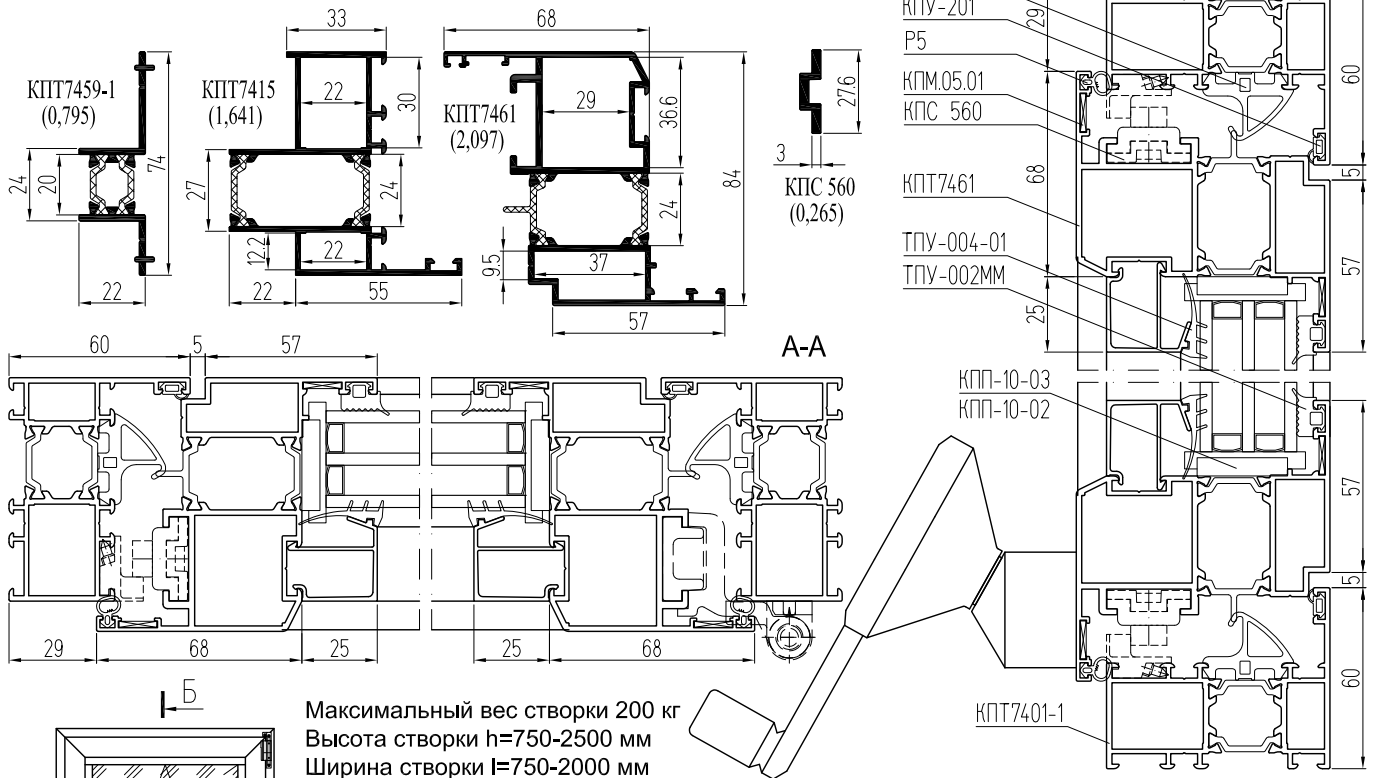 КПТ7459-1
(0,795)
24
20
74
22
КПТ7415
(1,641)
33
22
30
27
24
12.2
22
22
55
68
КПТ7461
(2,097)
29
36.6
84
24
9.5
37
57
27.6
3
КПС 560
(0,265)
А-А
60
5
57
29
68
25
25
68
КПУ-201
Р5
КПМ.05.01
КПС 560
КПТ7461
ТПУ-004-01
ТПУ-002ММ
КПП-10-03
КПП-10-02
КПТ7401-1
29
68
25
60
5
57
57
5
60
Б
Максимальный вес створки 200 кг
Высота створки h=750-2500 мм
Ширина створки l=750-2000 мм